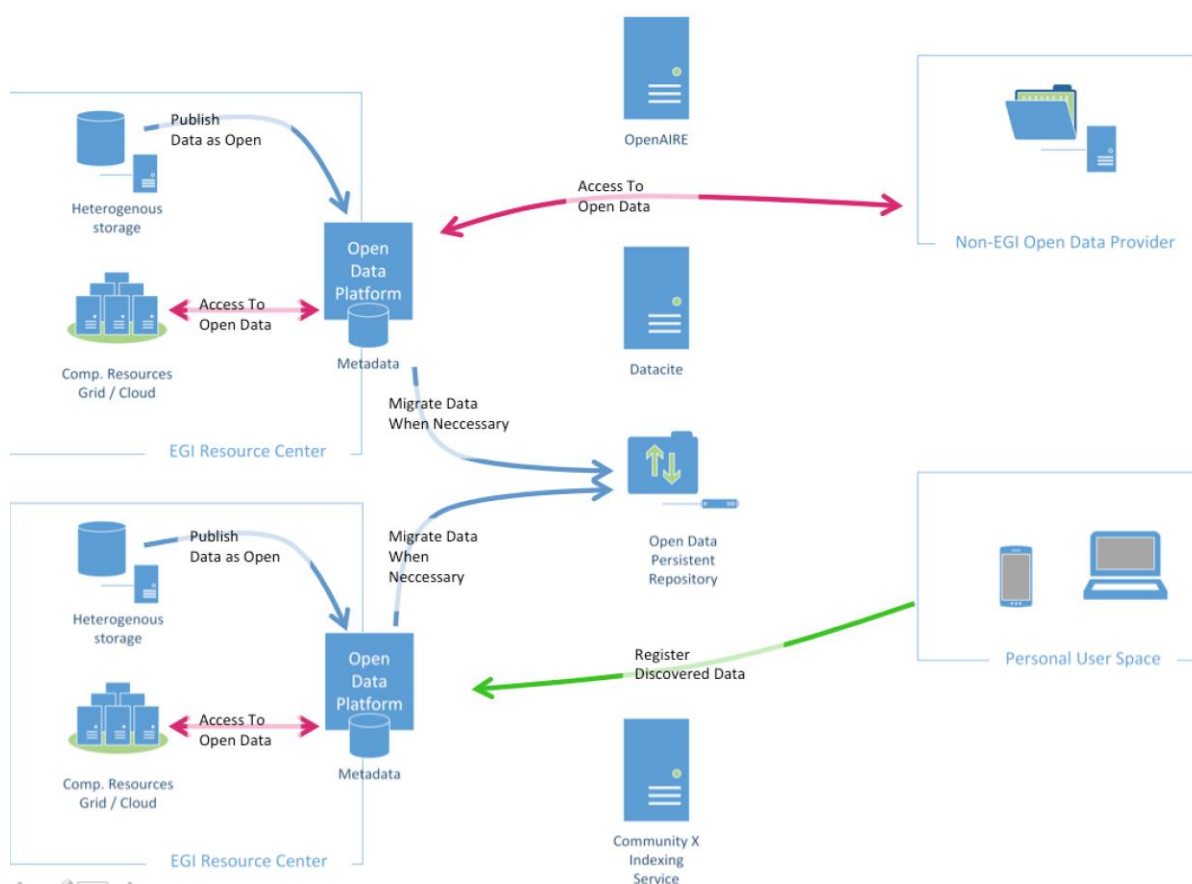 Publish
Data as Open
Heterogenous
storage
Access To
Open Data
Comp. Resources
Grid / Cloud
Open
Data
Platform
Metadata
EGI Resource Center
OpenAIRE
Access To
Open Data
Non-EGI Open Data Provider
Datacite
Migrate Data
When Neccessary
Open Data
Persistent
Repository
Publish
Data as Open
Heterogenous
storage
Access To
Open Data
Comp. Resources
Grid / Cloud
Open
Data
Platform
Metadata
EGI Resource Center
Migrate Data
When
Neccessary
Register
Discovered Data
Personal User Space
Community X
Indexing
Service